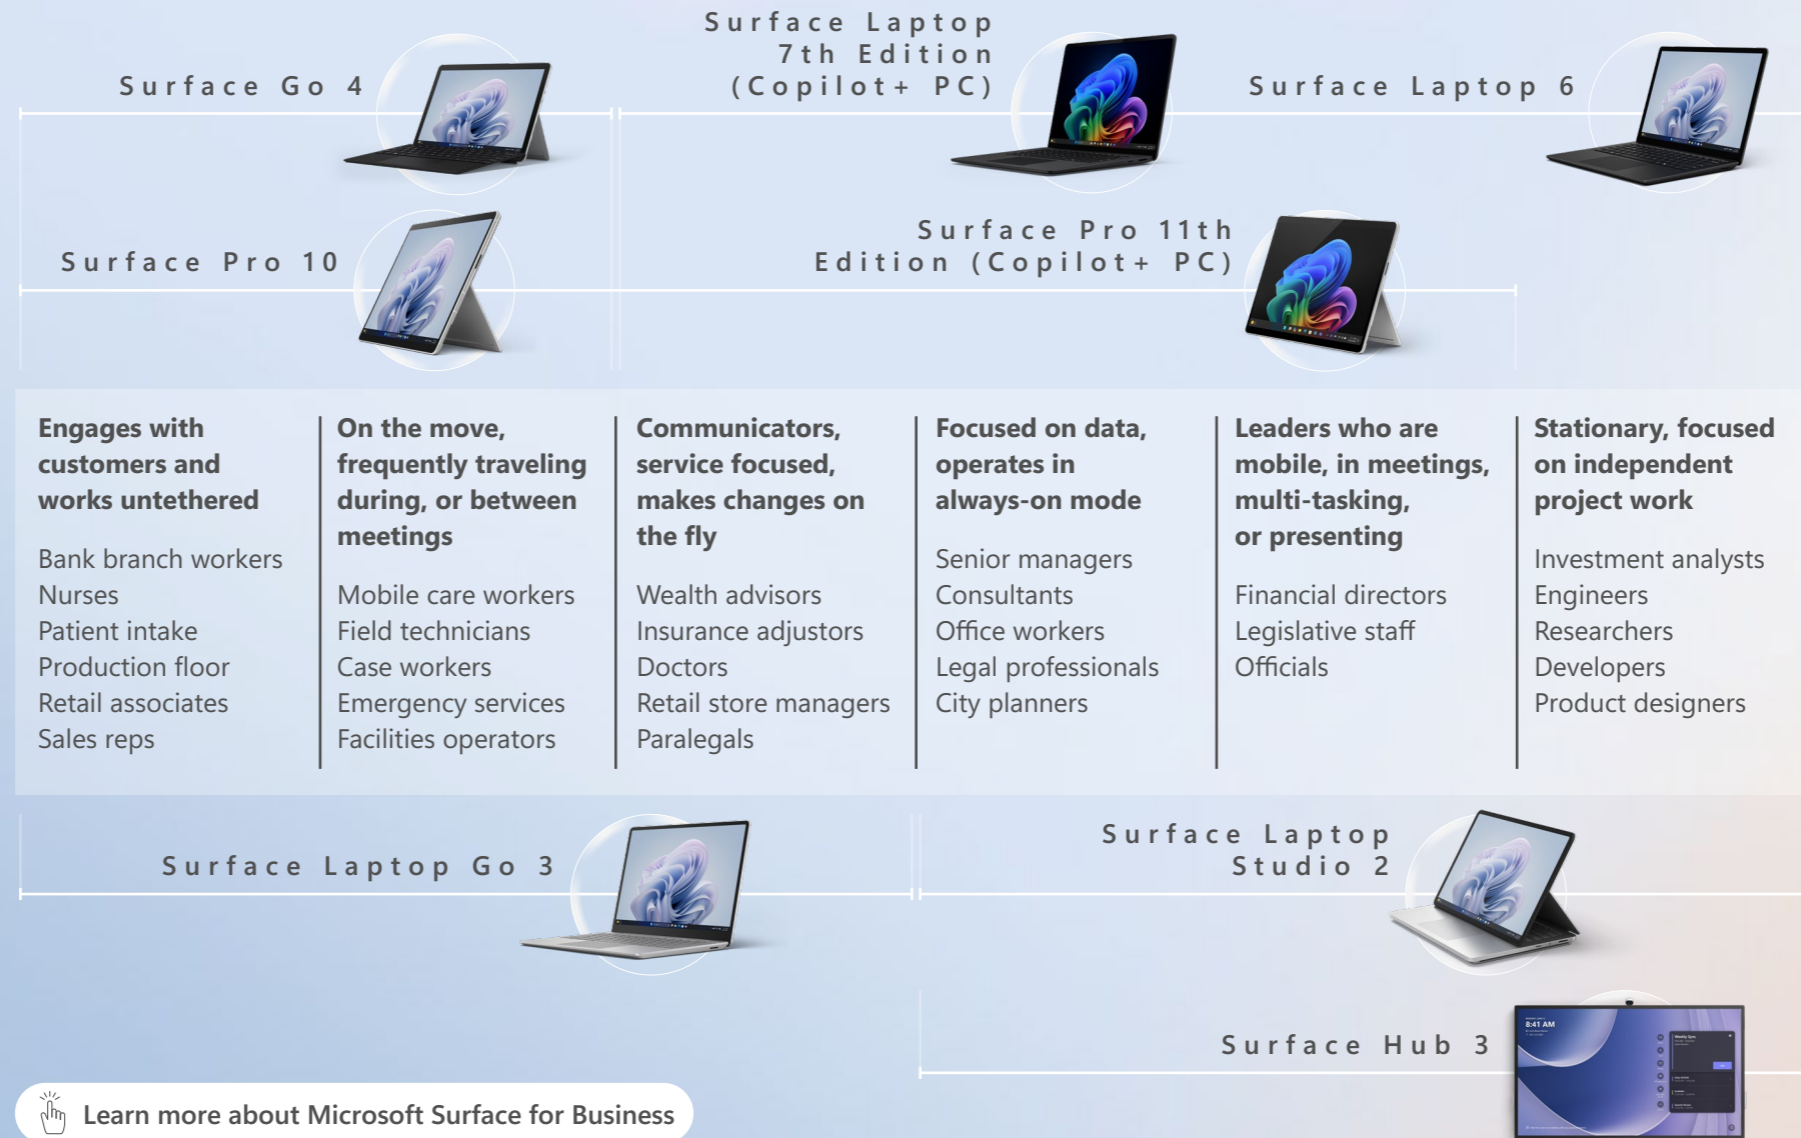 Surface Go 4
Surface Laptop
7th Edition
(Copilot+ PC)
Surface Laptop 6
Surface Pro 10
Surface Pro 11th
Edition (Copilot+ PC)
Engages with
customers and
works untethered
Bank branch workers
Nurses
Patient intake
Production floor
Retail associates
Sales reps
On the move,
frequently traveling
during, or between
meetings
Mobile care workers
Field technicians
Case workers
Emergency services
Facilities operators
Communicators,
service focused,
makes changes on
the fly
Wealth advisors
Insurance adjustors
Doctors
Retail store managers
Paralegals
Focused on data,
operates in
always-on mode
Senior managers
Consultants
Office workers
Legal professionals
City planners
Leaders who are
mobile, in meetings,
multi-tasking,
or presenting
Financial directors
Legislative staff
Officials
Stationary, focused
on independent
project work
Investment analysts
Engineers
Researchers
Developers
Product designers
Surface Laptop Go 3
Surface Laptop
Studio 2
Surface Hub 3
8:41 AM
Weekly Sync
Learn more about Microsoft Surface for Business